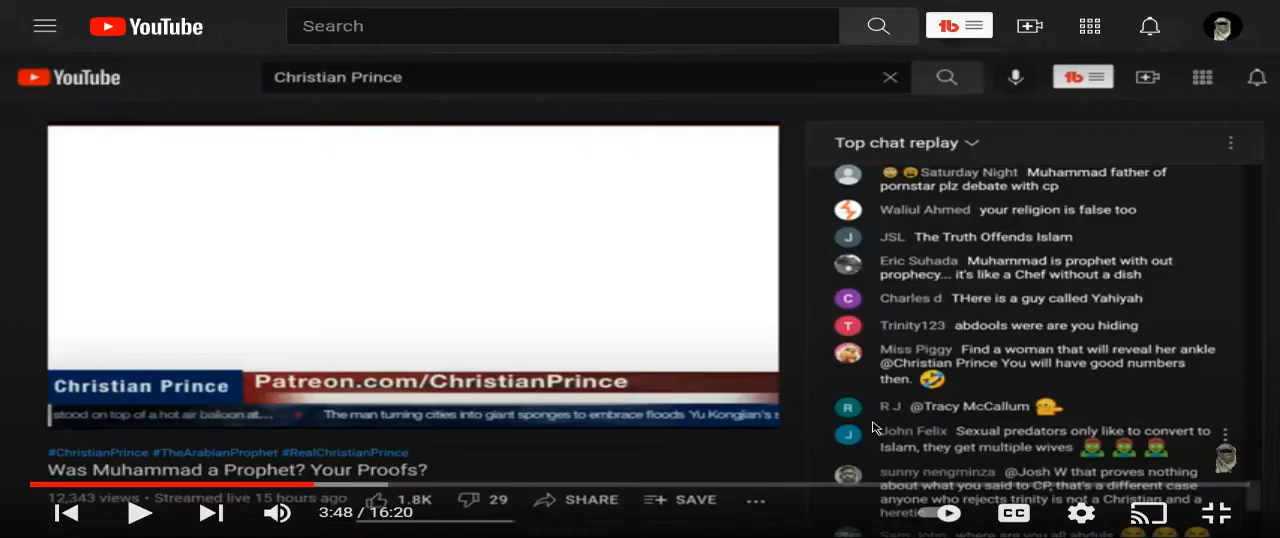 YouTube
Search
YouTube
Christian Prince
Top chat replay
Saturday Night Muhammad father of
pornstar plz debate with cp
Waliul Ahmed your religion is false too
JSL The Truth Offends Islam
Eric Suhada Muhammad is prophet with out
prophecy... it's like a Chef without a dish
Charles d THere is a guy called Yahiyah
Trinity123 abdools were are you hiding
Miss Piggy Find a woman that will reveal her ankle
@Christian Prince You will have good numbers
then. 🤣
R J @Tracy McCallum
John Felix Sexual predators only like to convert to
Islam, they get multiple wives
sunny nengminza @Josh W that proves nothing
about what you said to CP, that's a different case
anyone who rejects trinity is not a Christian and a
heretic
Sam John where are you all abduls
Christian Prince
Patreon.com/ChristianPrince
stood on top of a hot air balloon at...
The man turning cities into giant sponges to embrace floods Yu Kongjian's s
#ChristianPrince #TheArabianProphet #RealChristianPrince
Was Muhammad a Prophet? Your Proofs?
12,343 views • Streamed live 15 hours ago
1.8K
29
SHARE
SAVE
3:48 / 16:20
CC